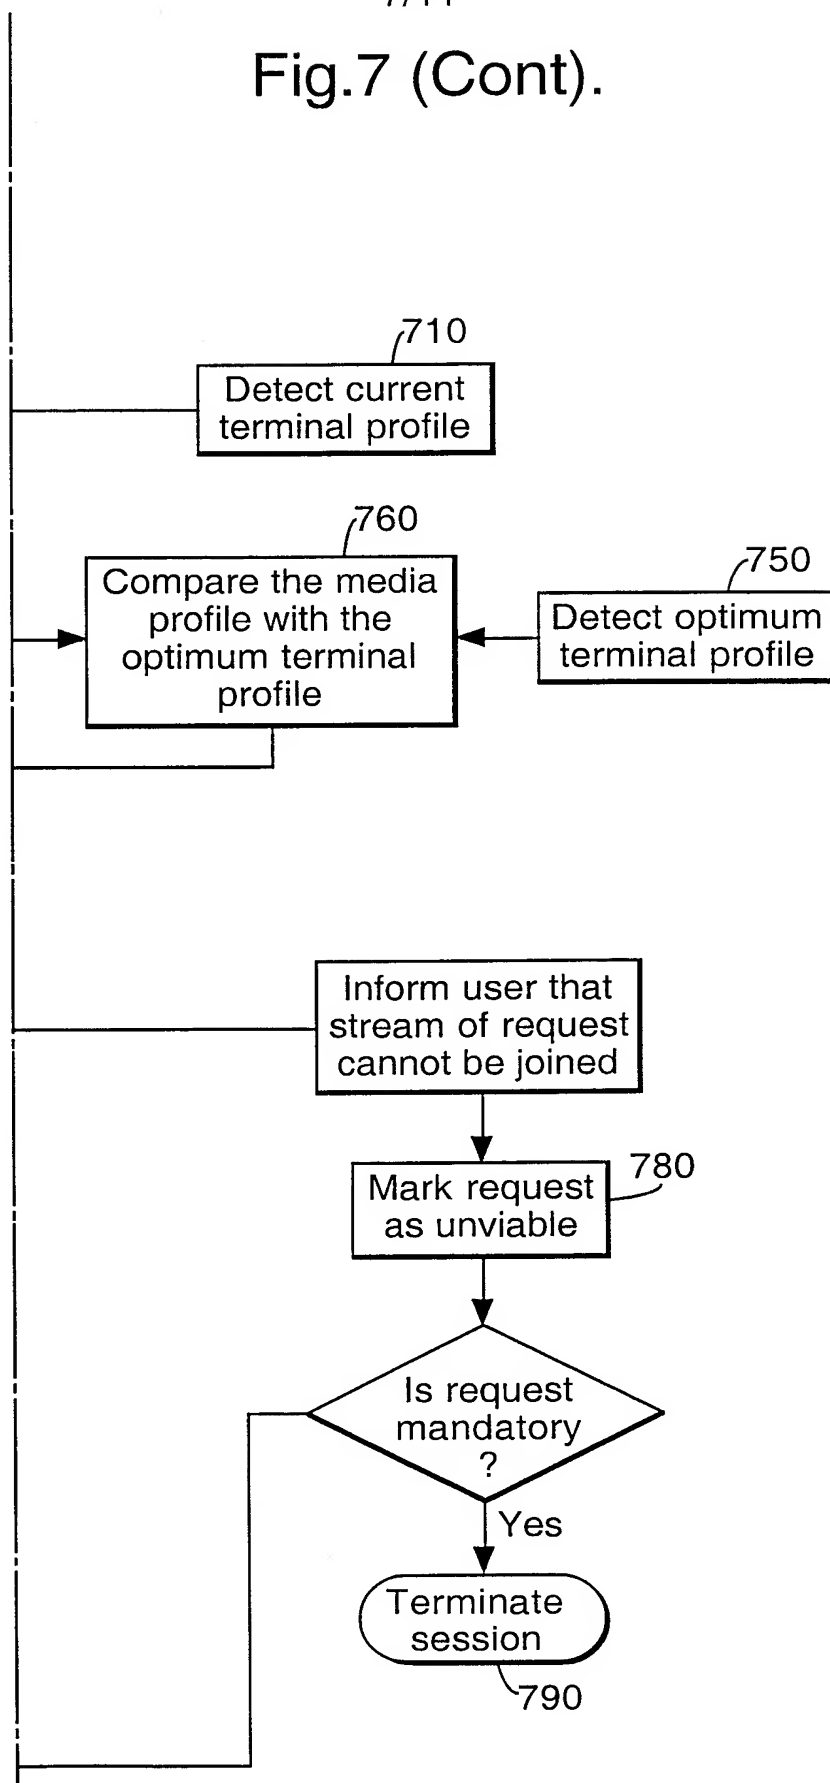 Fig.7 (Cont).
710
Detect current
terminal profile
760
Compare the media
profile with the
optimum terminal
profile
750
Detect optimum
terminal profile
Inform user that
stream of request
cannot be joined
780
Mark request
as unviable
Is request
mandatory
?
Yes
Terminate
session
790